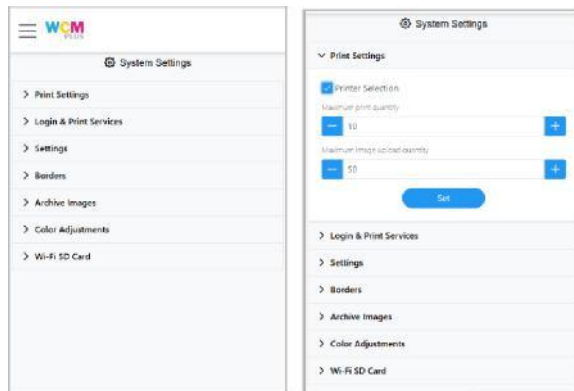 WCM
PLUS
System Settings
Print Settings
Login & Print Services
Settings
Borders
Archive Images
Color Adjustments
Wi-Fi SD Card
System Settings
Print Settings
Printer Selection
Maximum print quantity
10
Maximum image upload quantity
50
Set
Login & Print Services
Settings
Borders
Archive Images
Color Adjustments
Wi-Fi SD Card